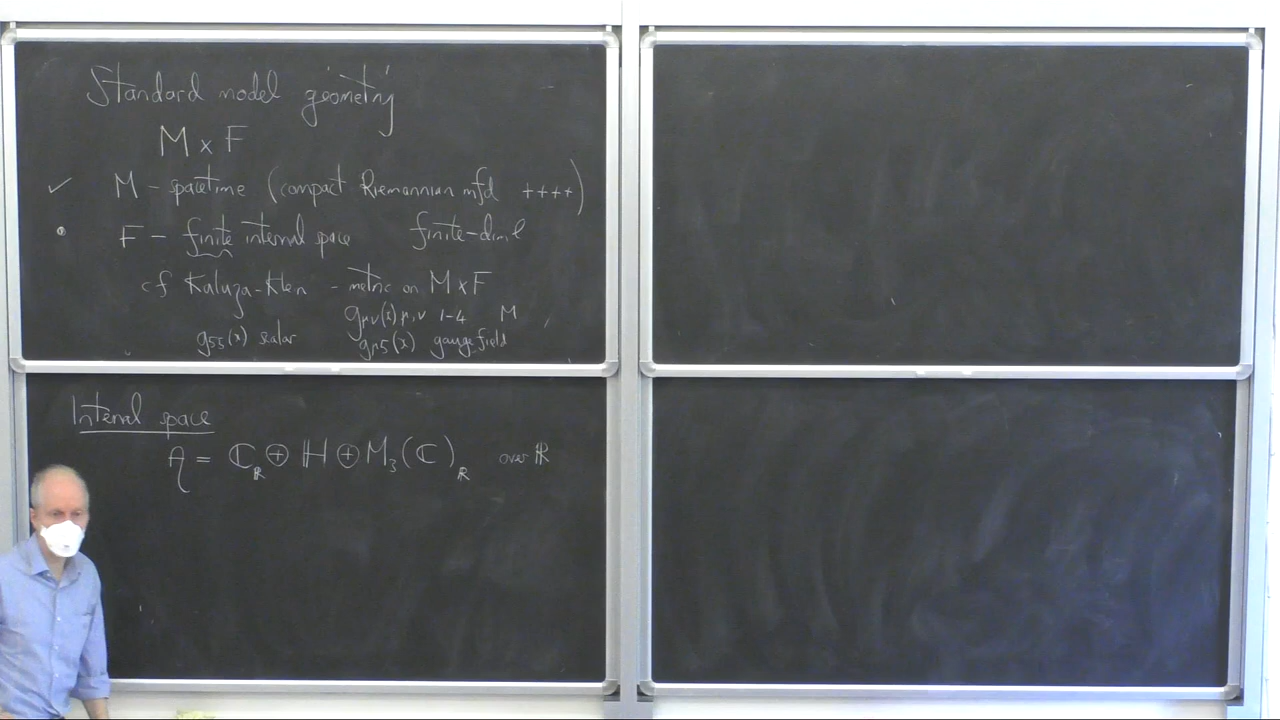 Standard model 'geometry'
M × F
✓ M – spacetime (compact Riemannian mfd ++++)
• F – finite internal space finite-dim'l
cf Kaluza-Klein – metric on M×F
gμν(x) μ,ν 1–4 M
g55(x) scalar gμ5(x) gauge field
Internal space
A = ℂ_ℝ ⊕ ℍ ⊕ M₃(ℂ)_ℝ over ℝ